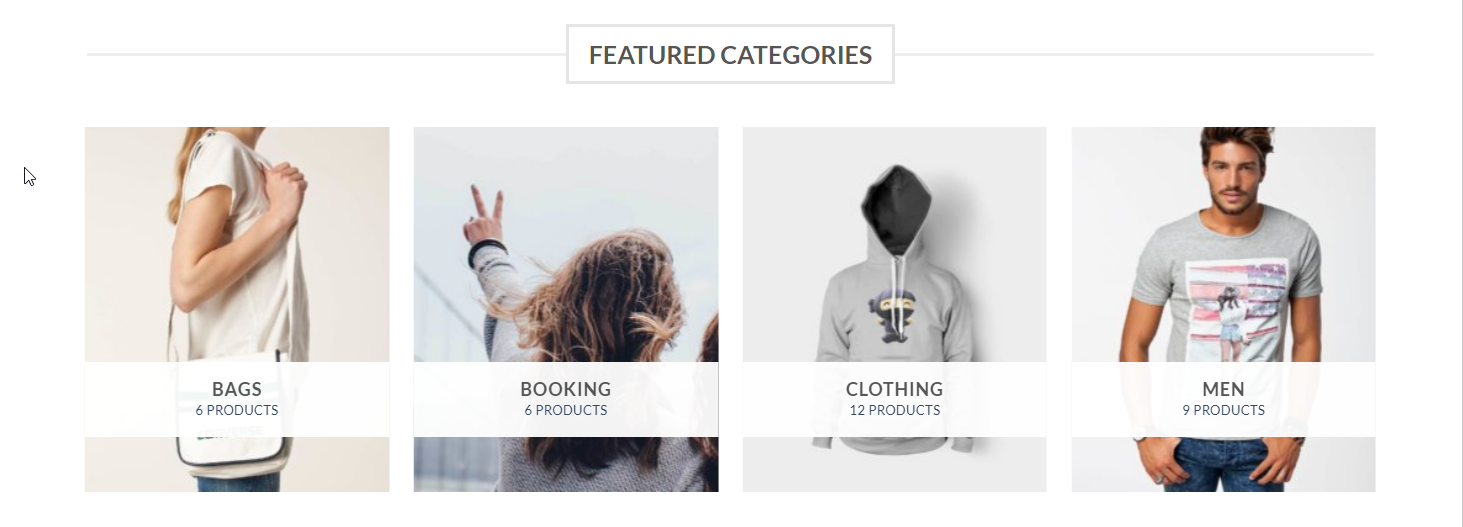 FEATURED CATEGORIES
BAGS
6 PRODUCTS
BOOKING
6 PRODUCTS
CLOTHING
12 PRODUCTS
MEN
9 PRODUCTS